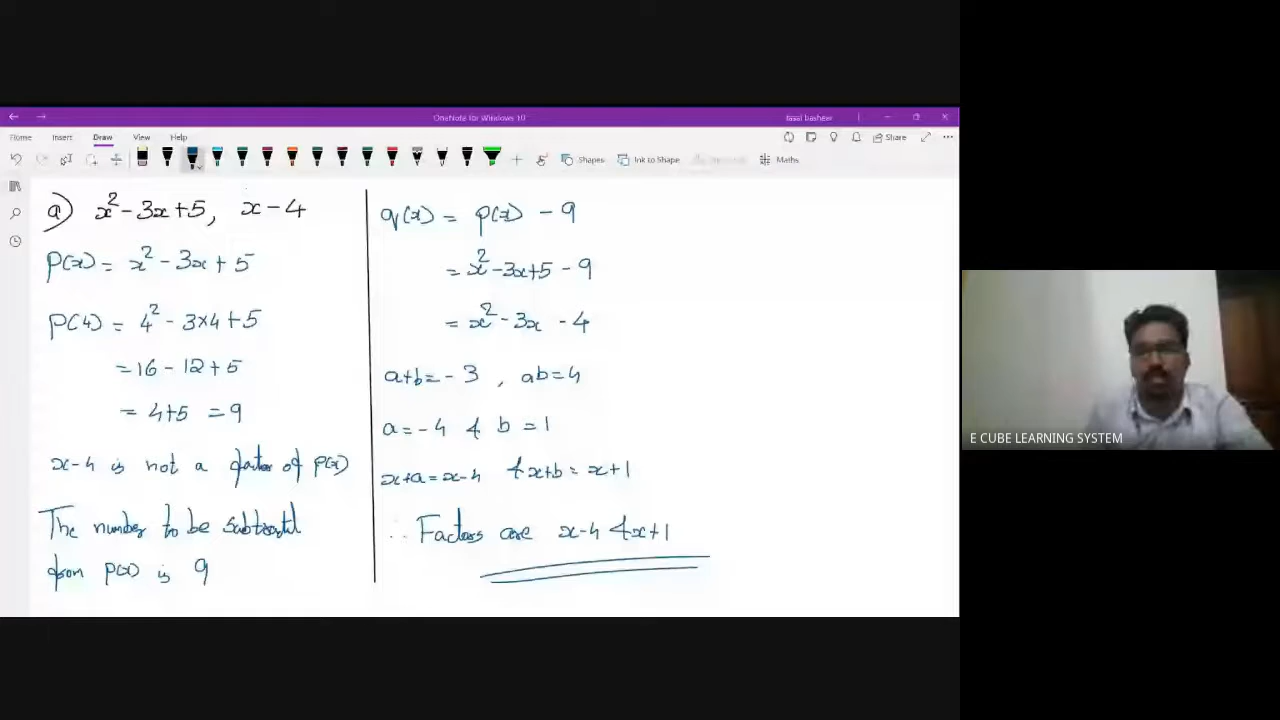 OneNote for Windows 10
fasal basheer
Home Insert Draw View Help
Share
Shapes Ink to Shape Maths
a) x² - 3x + 5, x - 4
P(x) = x² - 3x + 5
P(4) = 4² - 3×4 + 5
= 16 - 12 + 5
= 4+5 = 9
x-4 is not a factor of P(x)
The number to be
from P(x) is 9
q(x) = p(x) - 9
= x² - 3x + 5 - 9
= x² - 3x - 4
a+b = - 3 , ab = 4
a = - 4 & b = 1
x+a = x-4 & x+b = x+1
∴ Factors are x-4 & x+1
E CUBE LEARNING SYSTEM